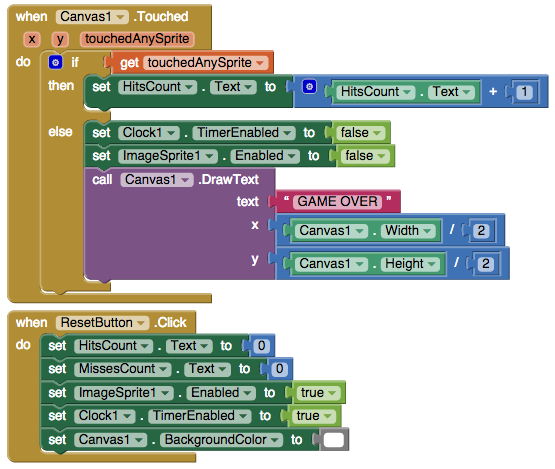 when Canvas1 .Touched
x y touchedAnySprite
do if get touchedAnySprite
then set HitsCount . Text to HitsCount . Text + 1
else set Clock1 . TimerEnabled to false
set ImageSprite1 . Enabled to false
call Canvas1 .DrawText
text “ GAME OVER ”
x Canvas1 . Width / 2
y Canvas1 . Height / 2
when ResetButton .Click
do set HitsCount . Text to 0
set MissesCount . Text to 0
set ImageSprite1 . Enabled to true
set Clock1 . TimerEnabled to true
set Canvas1 . BackgroundColor to